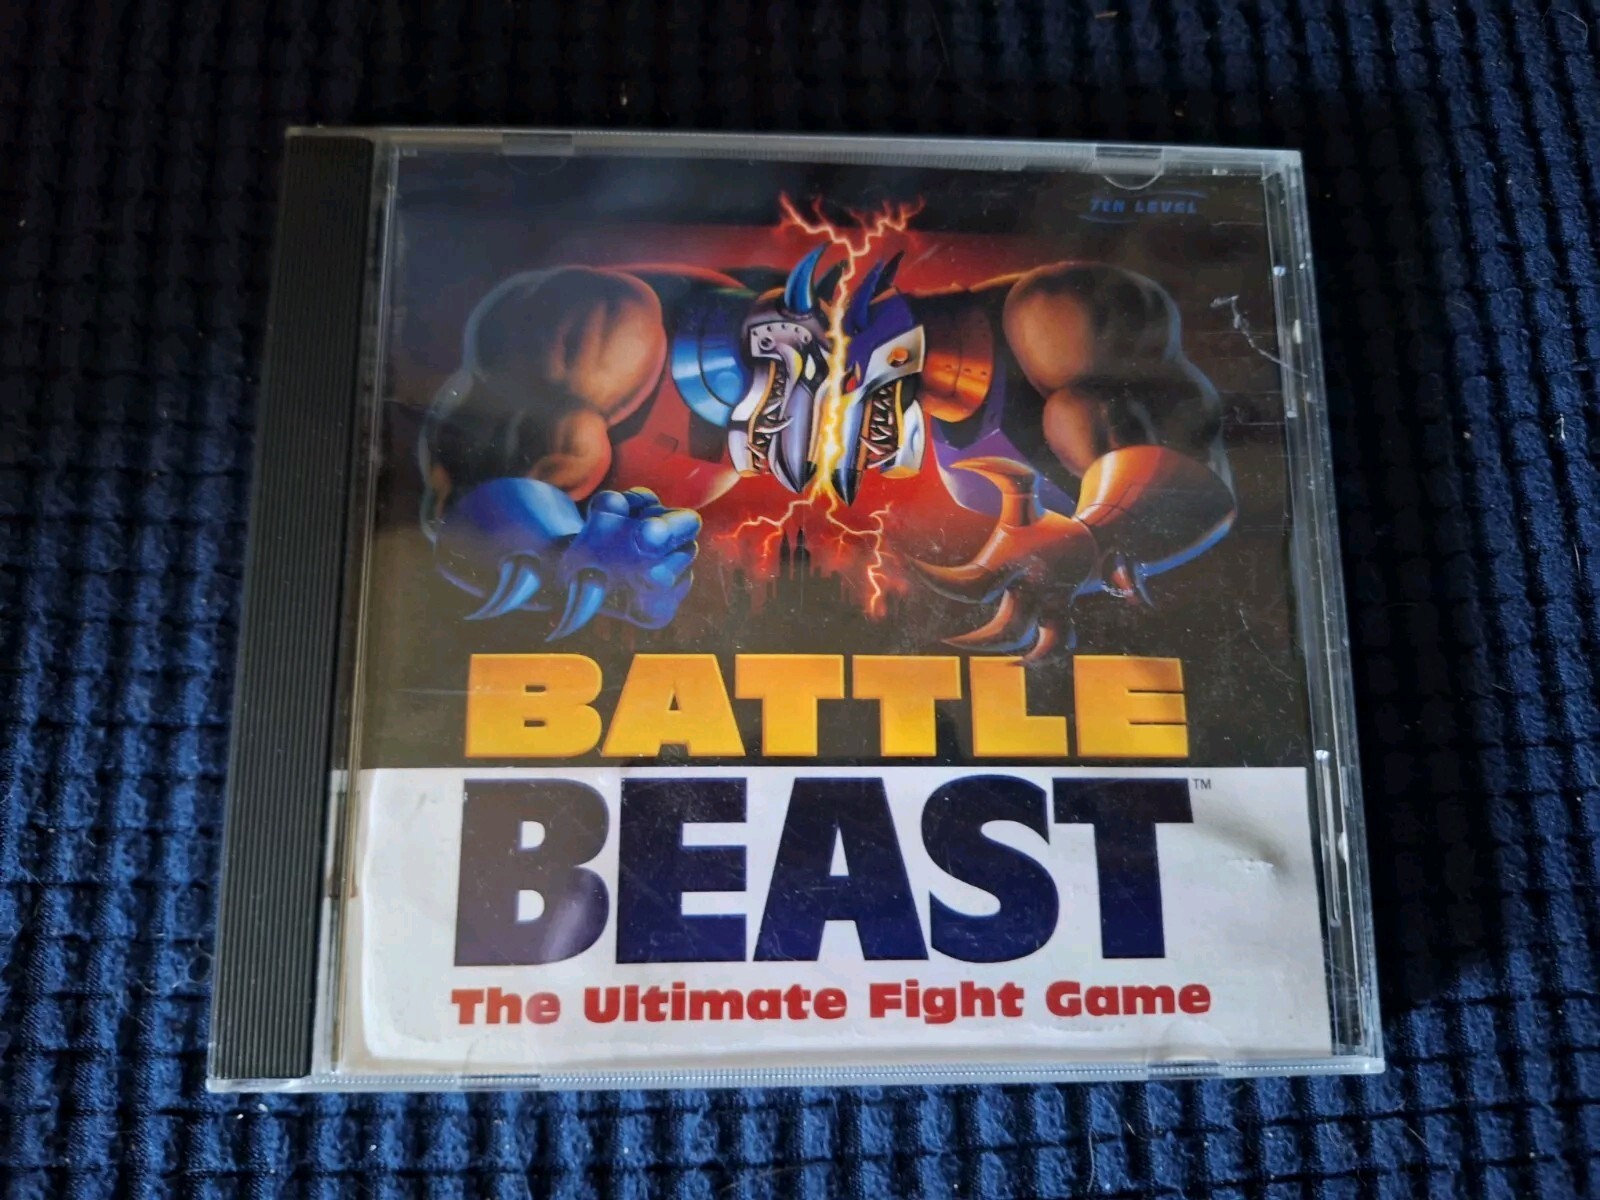 7th LEVEL
BATTLE
BEAST™
The Ultimate Fight Game